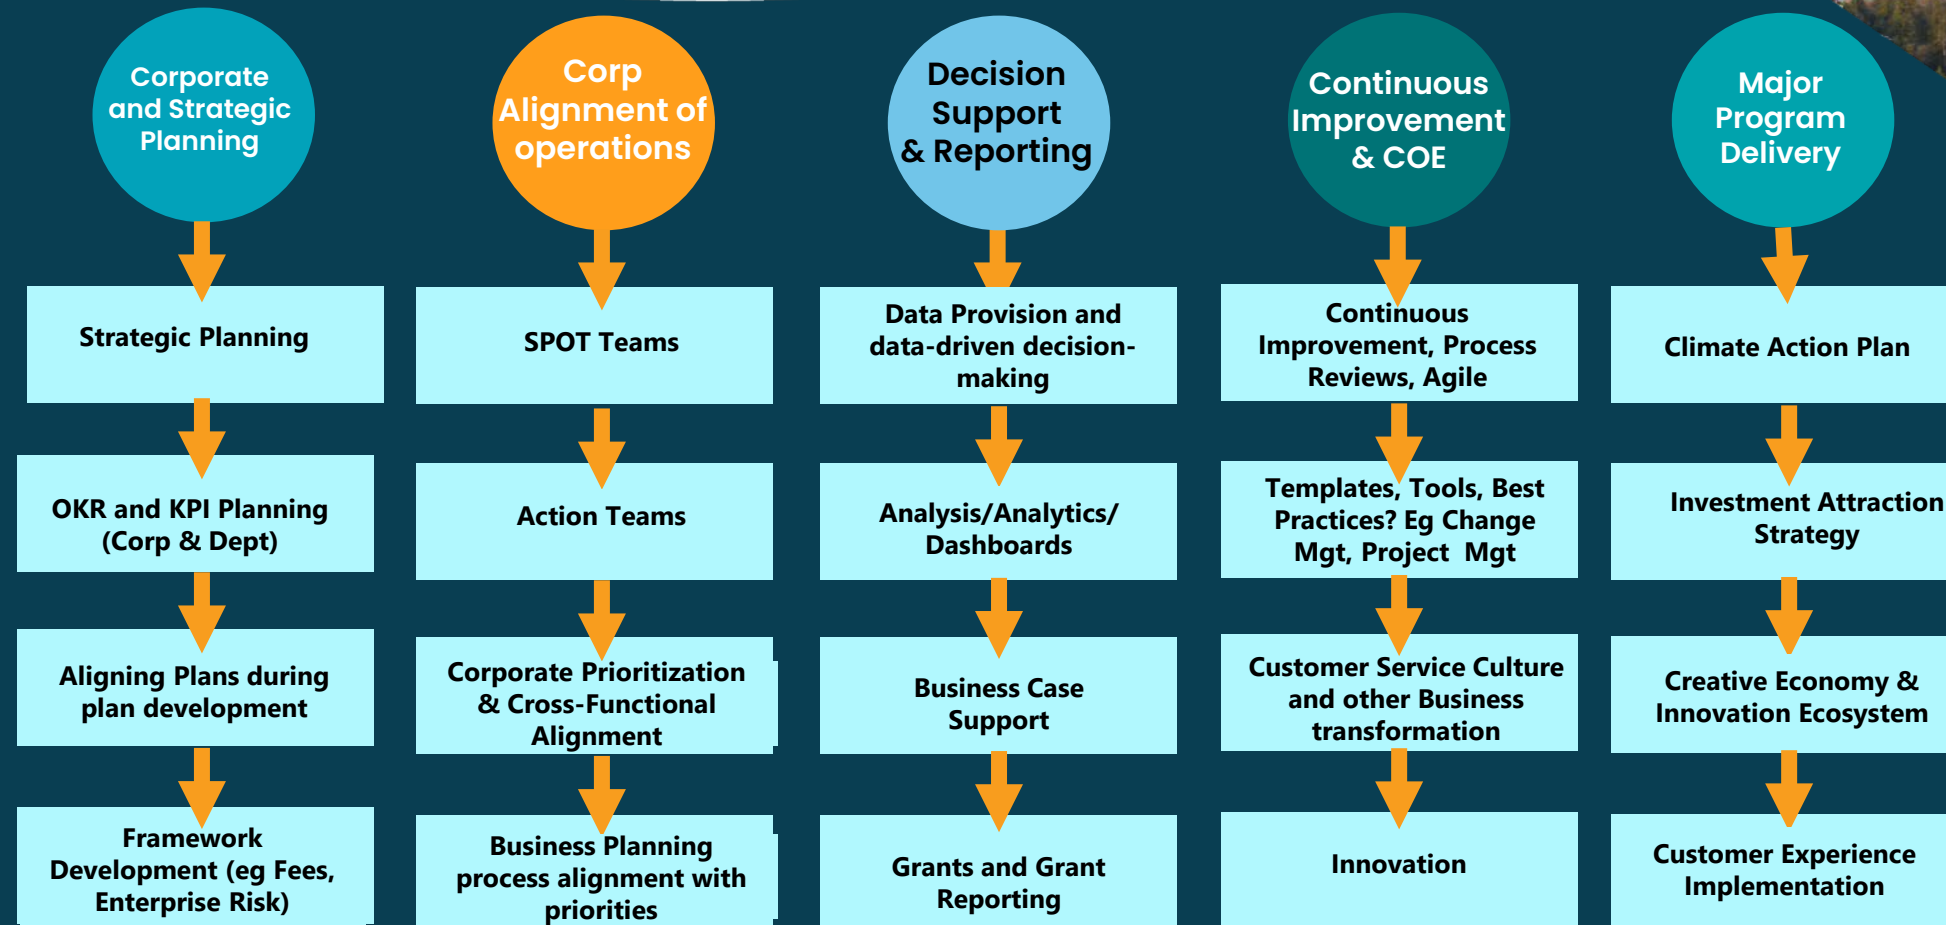 Corporate
and Strategic
Planning
Corp
Alignment of
operations
Decision
Support
& Reporting
Continuous
Improvement
& COE
Major
Program
Delivery
Strategic Planning
SPOT Teams
Data Provision and
data-driven decision-
making
Continuous
Improvement, Process
Reviews, Agile
Climate Action Plan
OKR and KPI Planning
(Corp & Dept)
Action Teams
Analysis/Analytics/
Dashboards
Templates, Tools, Best
Practices? Eg Change
Mgt, Project Mgt
Investment Attraction
Strategy
Aligning Plans during
plan development
Corporate Prioritization
& Cross-Functional
Alignment
Business Case
Support
Customer Service Culture
and other Business
transformation
Creative Economy &
Innovation Ecosystem
Framework
Development (eg Fees,
Enterprise Risk)
Business Planning
process alignment with
priorities
Grants and Grant
Reporting
Innovation
Customer Experience
Implementation